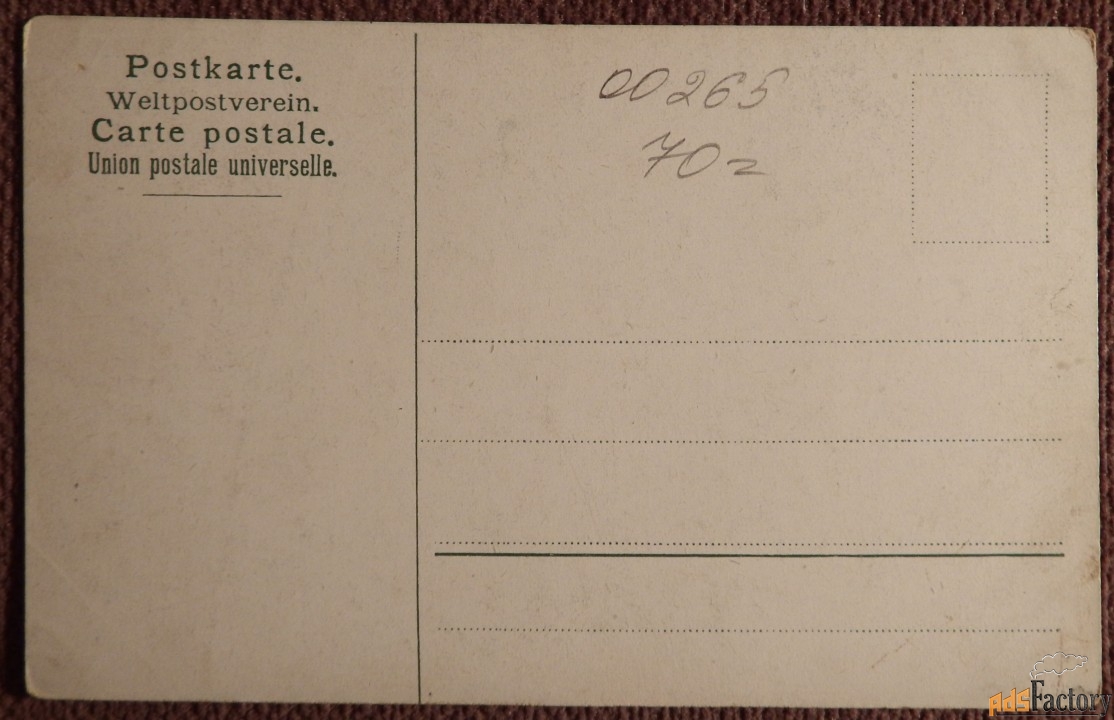 Postkarte.
Weltpostverein.
Carte postale.
Union postale universelle.
00265
70=
AdsFactory